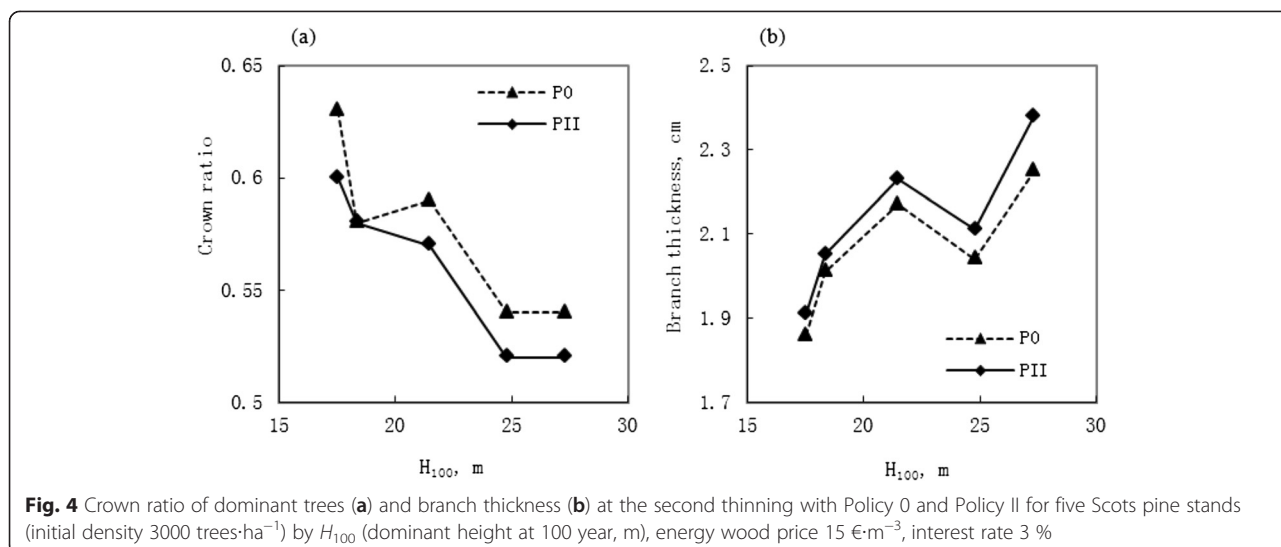 (a)
0.65
0.6
0.55
0.5
Crown ratio
P0
PII
15 20 25 30
H₁₀₀, m
(b)
2.5
2.3
2.1
1.9
1.7
Branch thickness, cm
P0
PII
15 20 25 30
H₁₀₀, m
Fig. 4 Crown ratio of dominant trees (a) and branch thickness (b) at the second thinning with Policy 0 and Policy II for five Scots pine stands
(initial density 3000 trees·ha⁻¹) by H₁₀₀ (dominant height at 100 year, m), energy wood price 15 €·m⁻³, interest rate 3 %